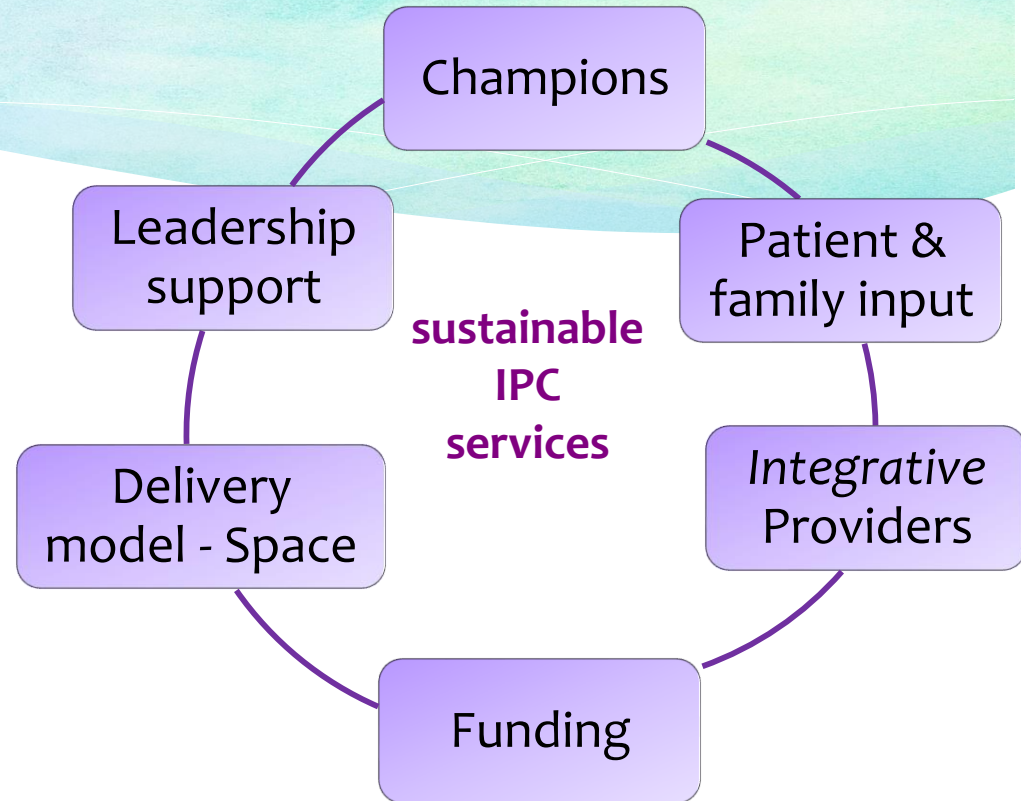 Champions
Patient &
family input
Integrative
Providers
Funding
Delivery
model - Space
Leadership
support
sustainable
IPC
services